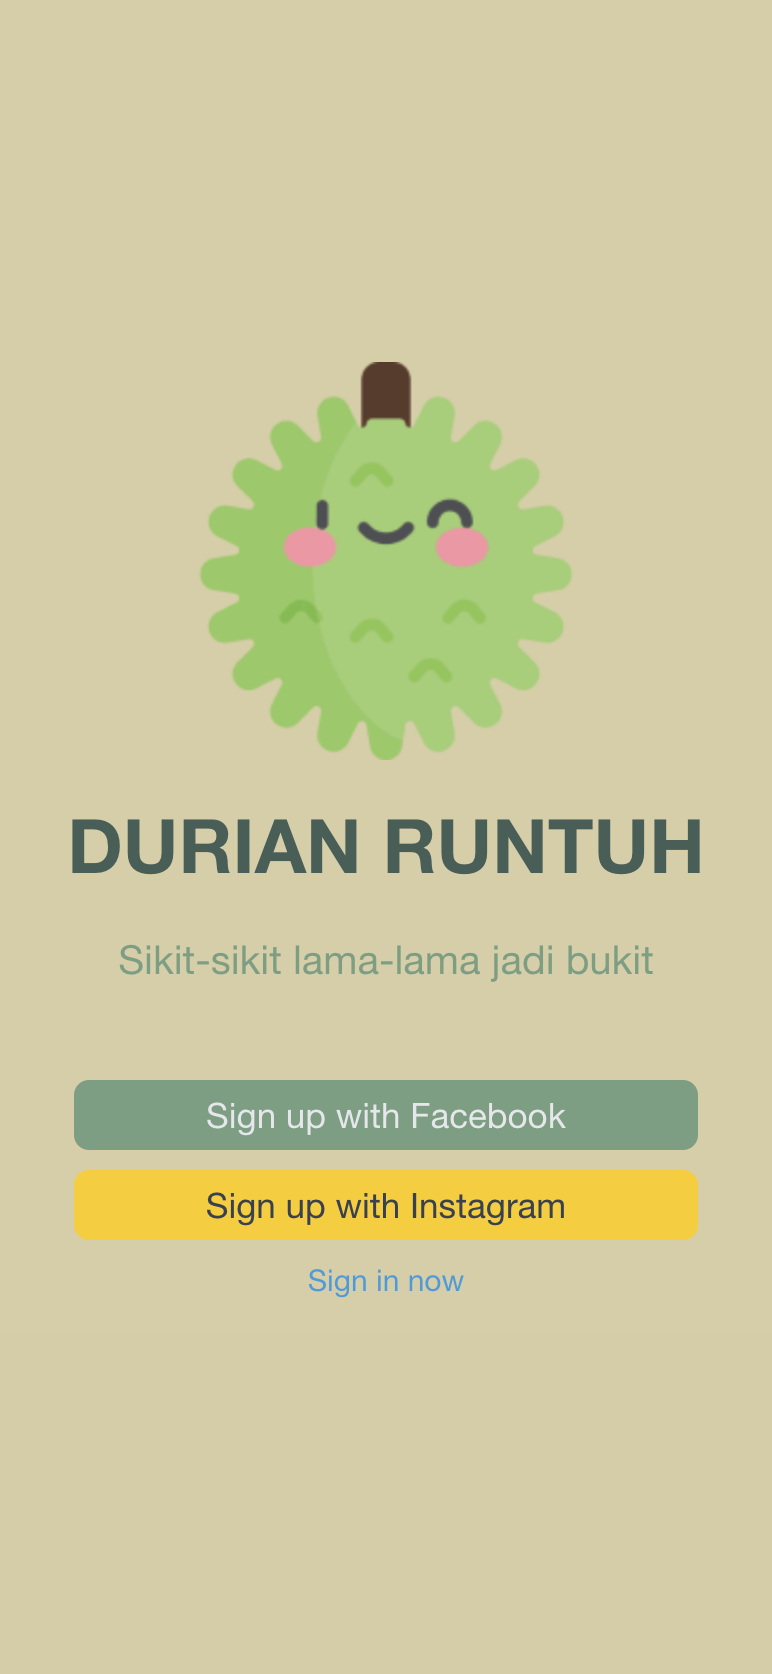 DURIAN RUNTUH
Sikit-sikit lama-lama jadi bukit
Sign up with Facebook
Sign up with Instagram
Sign in now